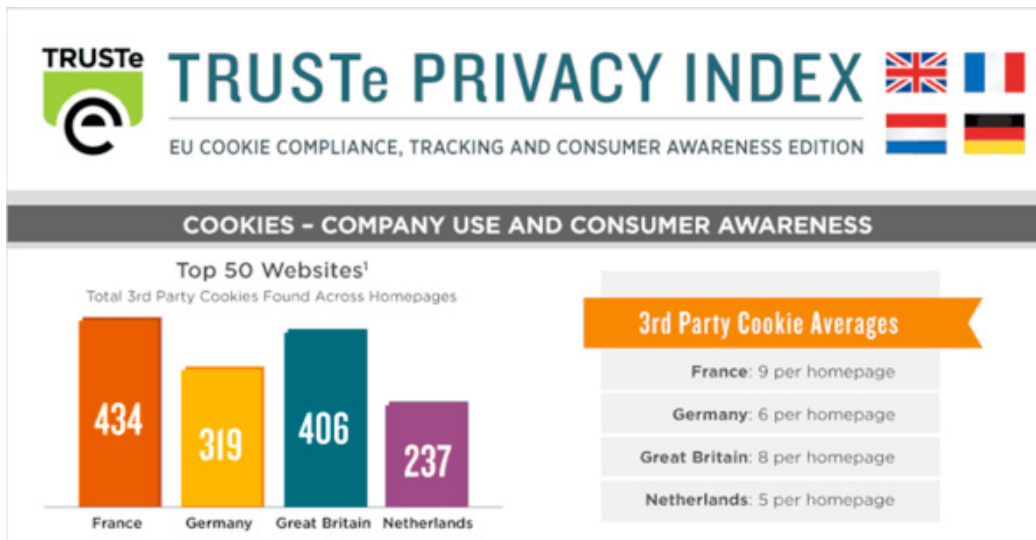 TRUSTe
TRUSTe PRIVACY INDEX
EU COOKIE COMPLIANCE, TRACKING AND CONSUMER AWARENESS EDITION
COOKIES – COMPANY USE AND CONSUMER AWARENESS
Top 50 Websites¹
Total 3rd Party Cookies Found Across Homepages
434
319
406
237
France
Germany
Great Britain
Netherlands
3rd Party Cookie Averages
France: 9 per homepage
Germany: 6 per homepage
Great Britain: 8 per homepage
Netherlands: 5 per homepage